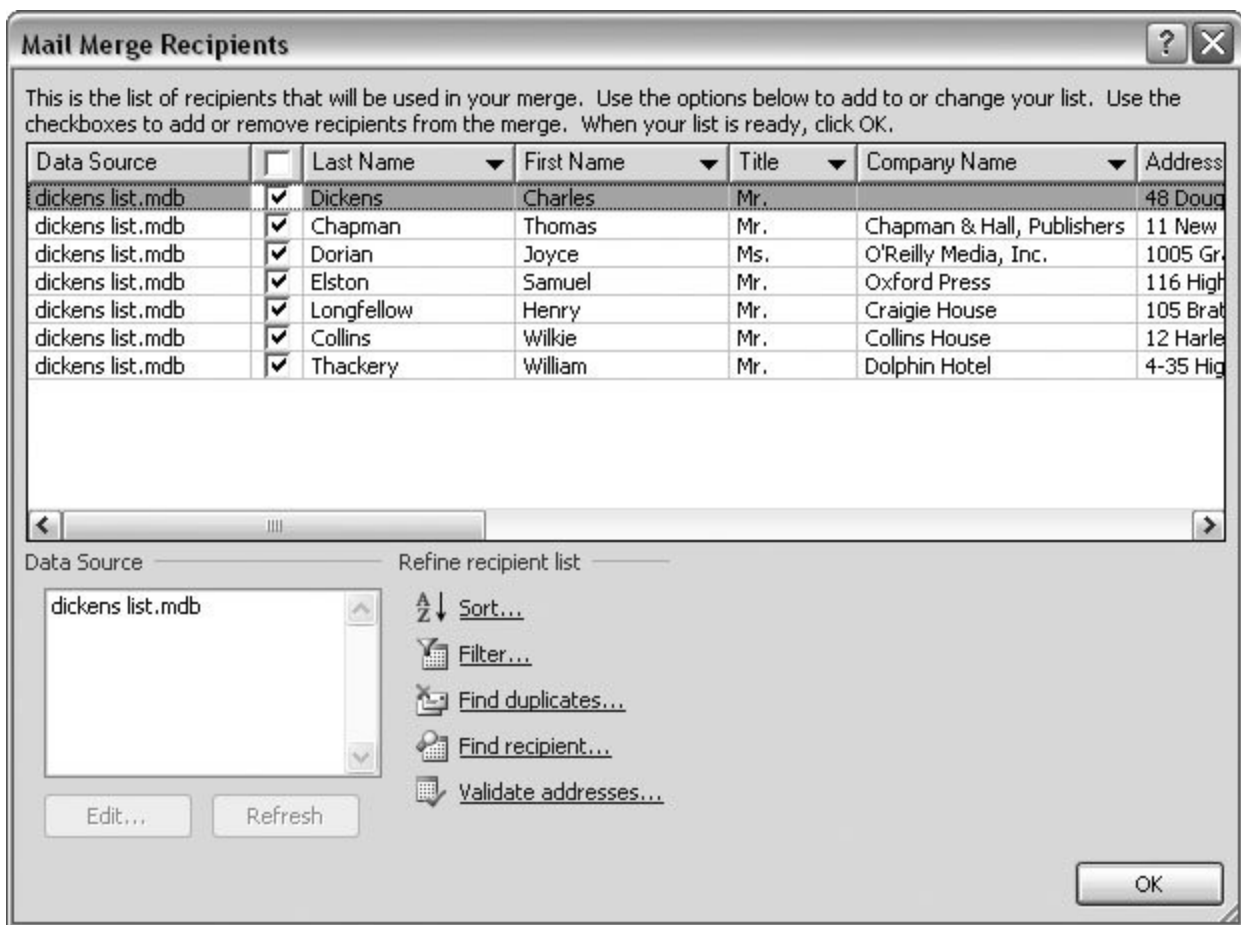 Mail Merge Recipients
This is the list of recipients that will be used in your merge. Use the options below to add to or change your list. Use the
checkboxes to add or remove recipients from the merge. When your list is ready, click OK.
Data Source Last Name First Name Title Company Name Address
dickens list.mdb Dickens Charles Mr. 48 Doug
dickens list.mdb Chapman Thomas Mr. Chapman & Hall, Publishers 11 New
dickens list.mdb Dorian Joyce Ms. O'Reilly Media, Inc. 1005 Gr
dickens list.mdb Elston Samuel Mr. Oxford Press 116 High
dickens list.mdb Longfellow Henry Mr. Craigie House 105 Brat
dickens list.mdb Collins Wilkie Mr. Collins House 12 Harle
dickens list.mdb Thackery William Mr. Dolphin Hotel 4-35 Hig
Data Source Refine recipient list
dickens list.mdb
Sort...
Filter...
Find duplicates...
Find recipient...
Validate addresses...
Edit... Refresh
OK